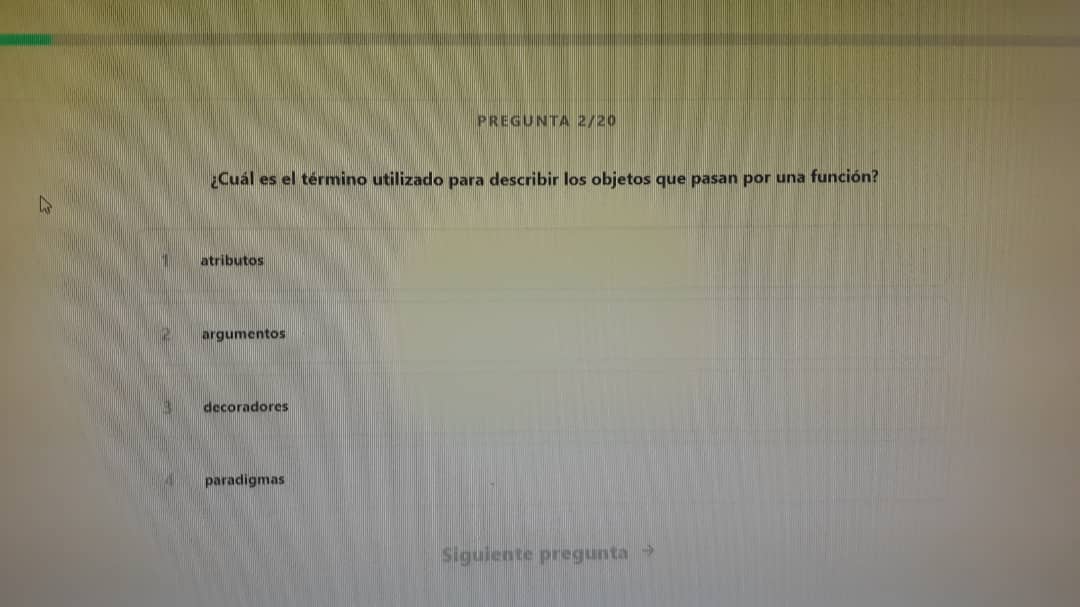 PREGUNTA 2/20
¿Cuál es el término utilizado para describir los objetos que pasan por una función?
1 atributos
2 argumentos
3 decoradores
4 paradigmas
Siguiente pregunta →